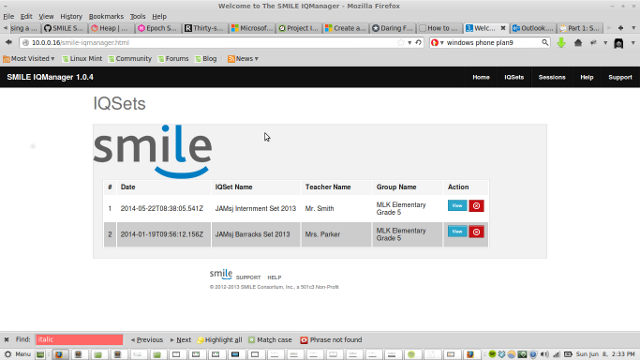 Welcome to The SMILE IQManager - Mozilla Firefox
File Edit View History Bookmarks Tools Help
sing a ... Heap | ... Epoch S... Thirty-s... JAMsj... Project I... Microsof... Create a ... Daring F... How to ... Welc... Outlook.... Part 1: S...
10.0.0.16/smile-iqmanager.html
windows phone plan9
Most Visited Linux Mint Community Forums Blog News
SMILE IQManager 1.0.4
Home IQSets Sessions Help Support
IQSets
smile
# Date IQSet Name Teacher Name Group Name Action
1 2014-05-22T08:38:05.541Z JAMsj Internment Set 2013 Mr. Smith MLK Elementary Grade 5 View
2 2014-01-19T09:56:12.156Z JAMsj Barracks Set 2013 Mrs. Parker MLK Elementary Grade 5 View
smile SUPPORT HELP
© 2012-2013 SMILE Consortium, Inc., a 501c3 Non-Profit
Find: italic Previous Next Highlight all Match case Phrase not found
Menu
Sun Jun 8, 2:33 PM